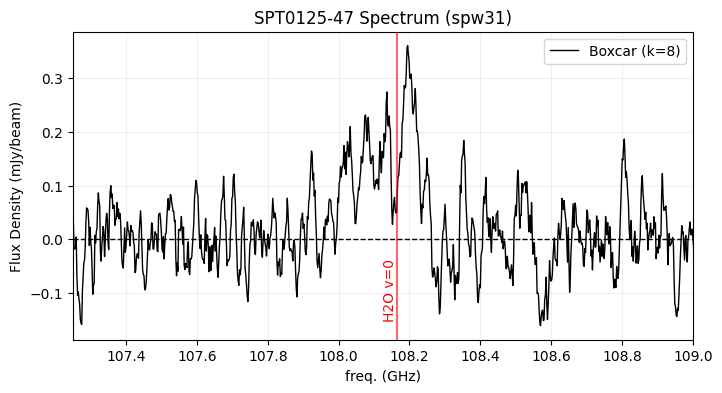 SPT0125-47 Spectrum (spw31)
Boxcar (k=8)
Flux Density (mJy/beam)
0.3
0.2
0.1
0.0
−0.1
H2O v=0
107.4 107.6 107.8 108.0 108.2 108.4 108.6 108.8 109.0
freq. (GHz)